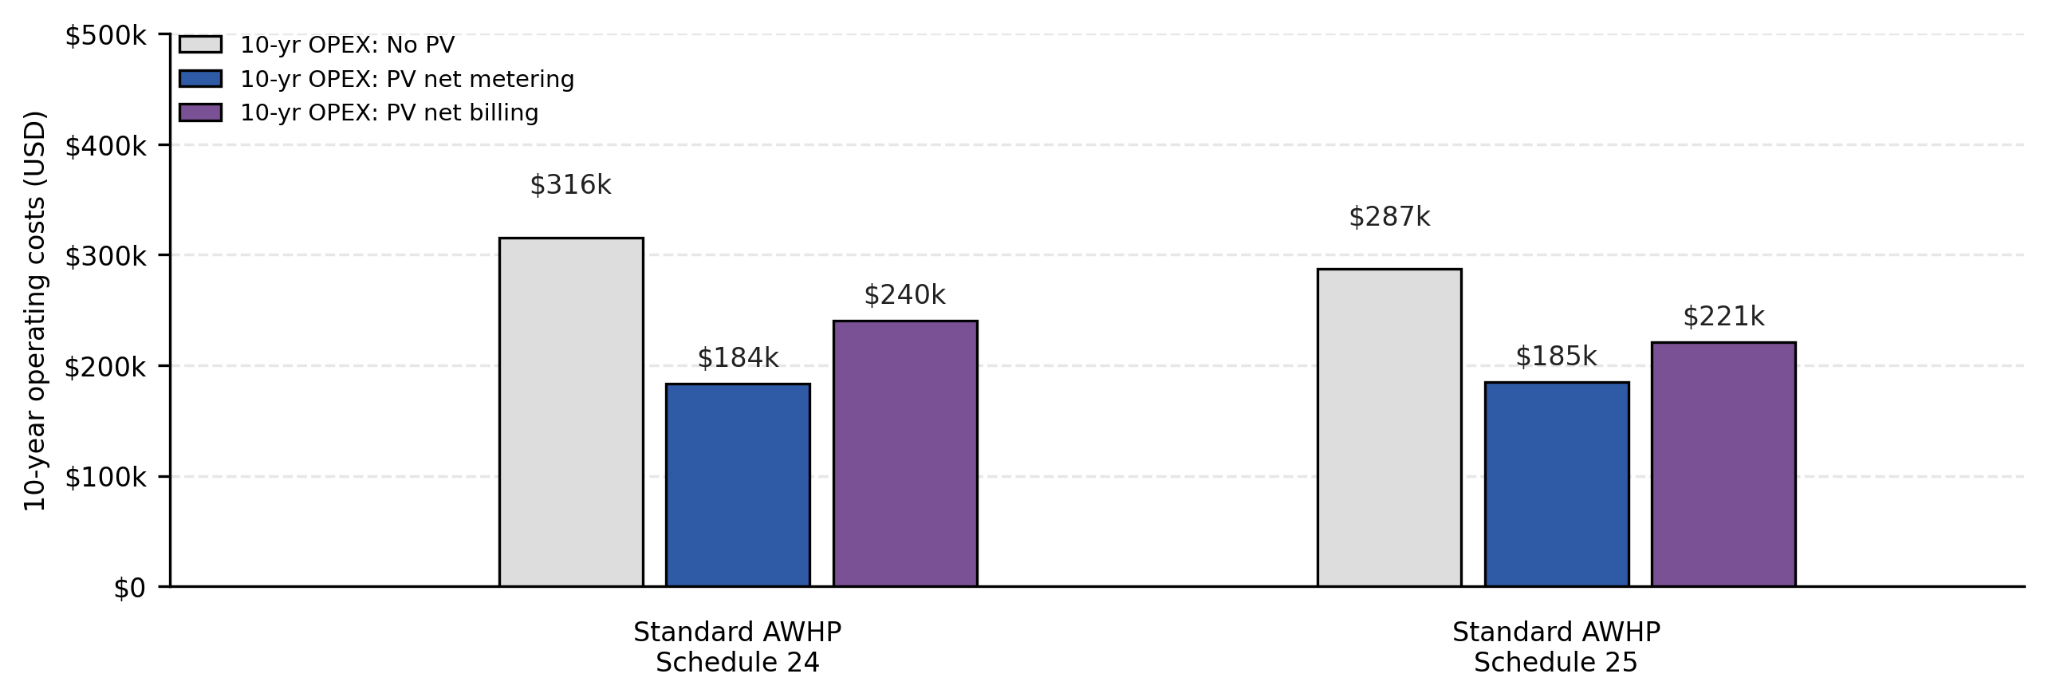 10-year operating costs (USD)
$500k
$400k
$300k
$200k
$100k
$0
10-yr OPEX: No PV
10-yr OPEX: PV net metering
10-yr OPEX: PV net billing
$316k
$184k
$240k
$287k
$185k
$221k
Standard AWHP
Schedule 24
Standard AWHP
Schedule 25